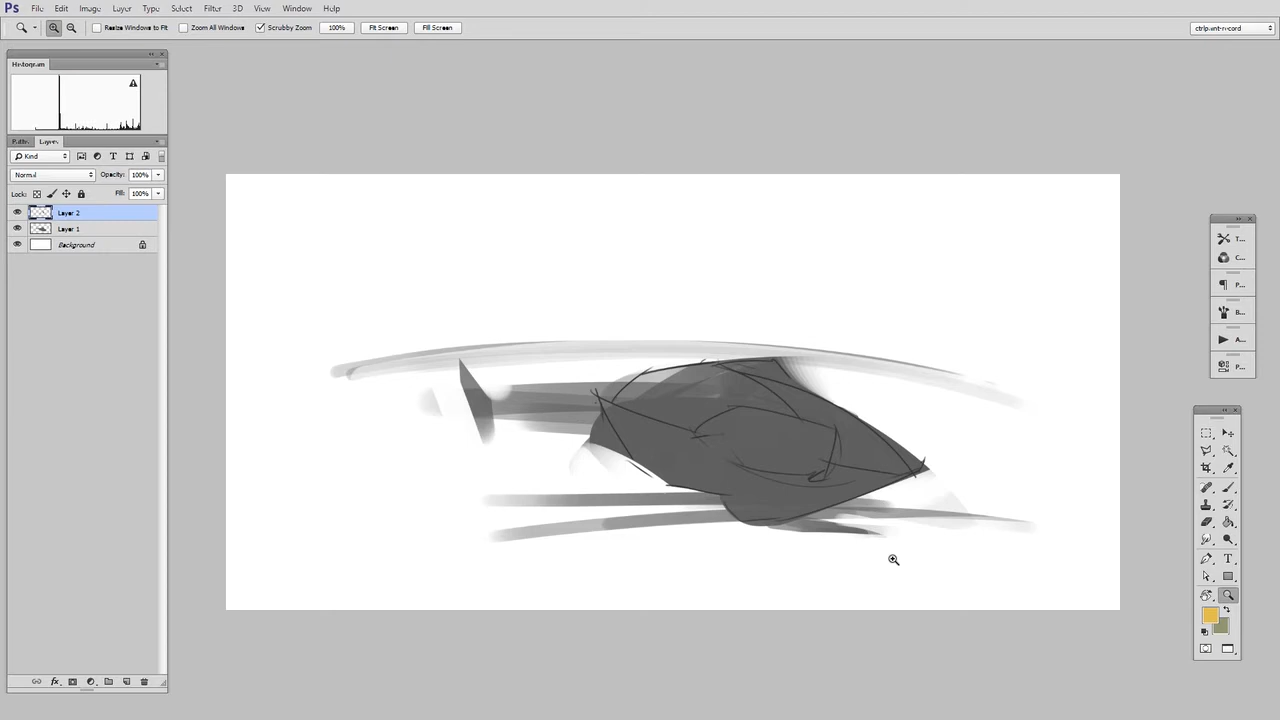 Ps File Edit Image Layer Type Select Filter 3D View Window Help
Resize Windows to Fit Zoom All Windows Scrubby Zoom 100% Fit Screen Fill Screen
Histogram
Paths Layers
Kind
Normal Opacity: 100%
Lock: Fill: 100%
Layer 2
Layer 1
Background
fx
T...
C...
P...
B...
A...
P...